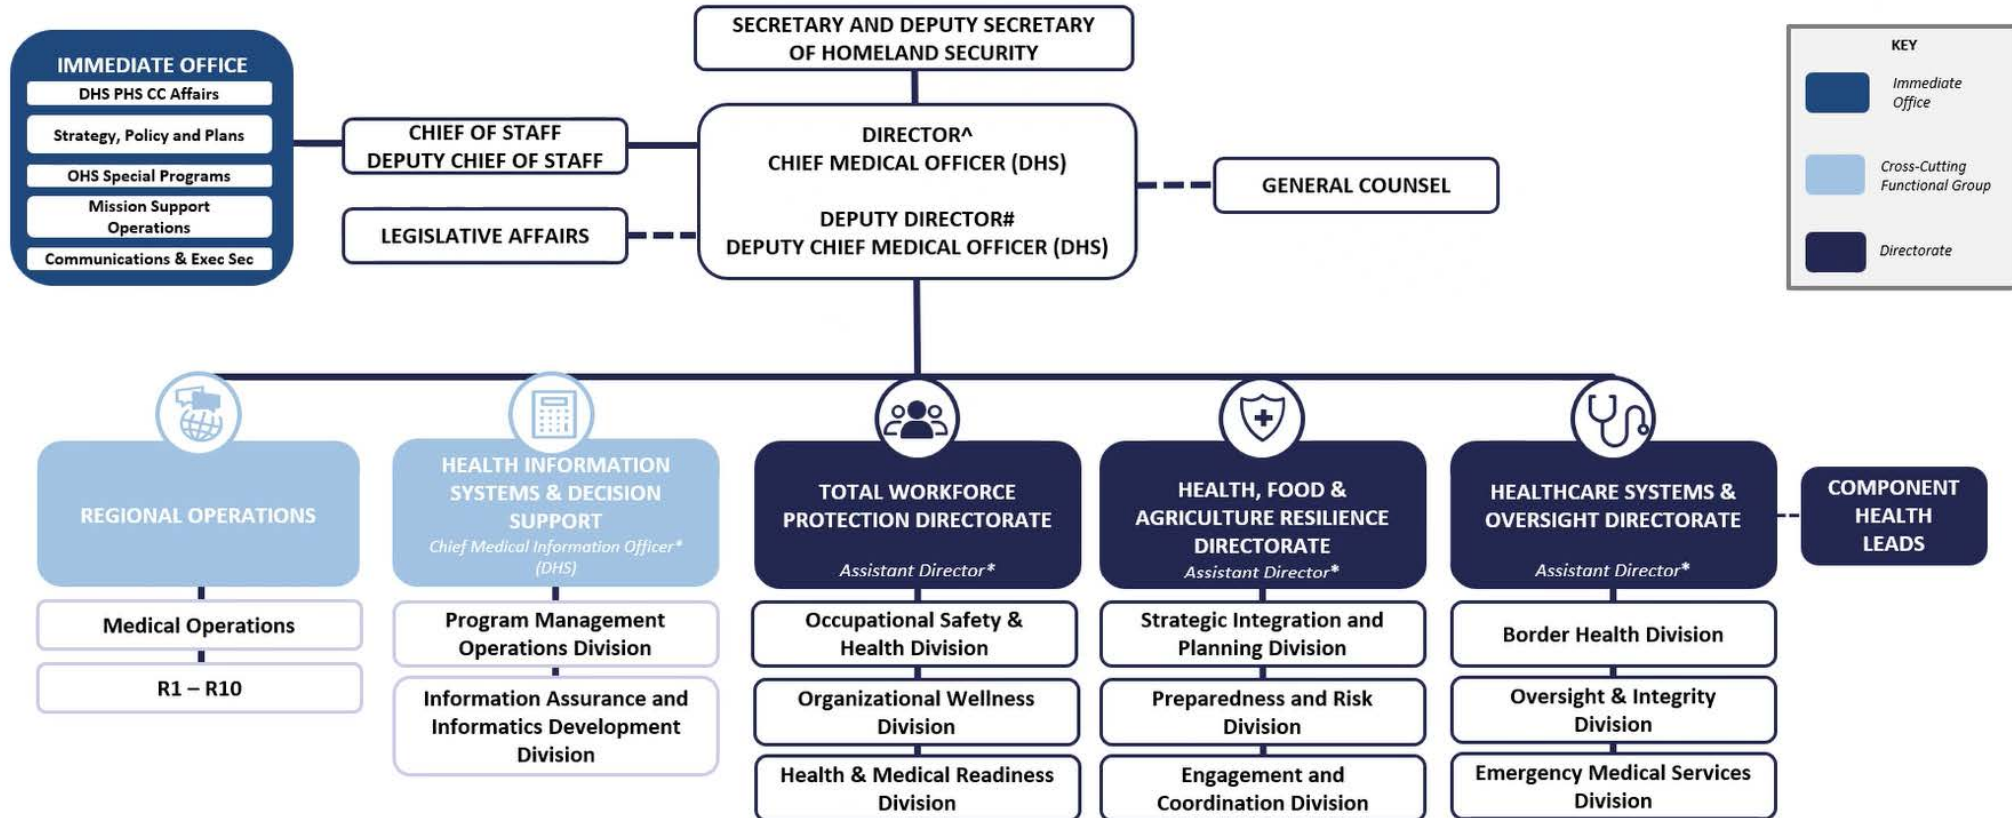 SECRETARY AND DEPUTY SECRETARY
OF HOMELAND SECURITY
IMMEDIATE OFFICE
DHS PHS CC Affairs
Strategy, Policy and Plans
OHS Special Programs
Mission Support
Operations
Communications & Exec Sec
CHIEF OF STAFF
DEPUTY CHIEF OF STAFF
LEGISLATIVE AFFAIRS
DIRECTOR^
CHIEF MEDICAL OFFICER (DHS)
DEPUTY DIRECTOR#
DEPUTY CHIEF MEDICAL OFFICER (DHS)
GENERAL COUNSEL
KEY
Immediate
Office
Cross-Cutting
Functional Group
Directorate
REGIONAL OPERATIONS
Medical Operations
R1 – R10
HEALTH INFORMATION
SYSTEMS & DECISION
SUPPORT
Chief Medical Information Officer*
(DHS)
Program Management
Operations Division
Information Assurance and
Informatics Development
Division
TOTAL WORKFORCE
PROTECTION DIRECTORATE
Assistant Director*
Occupational Safety &
Health Division
Organizational Wellness
Division
Health & Medical Readiness
Division
HEALTH, FOOD &
AGRICULTURE RESILIENCE
DIRECTORATE
Assistant Director*
Strategic Integration and
Planning Division
Preparedness and Risk
Division
Engagement and
Coordination Division
HEALTHCARE SYSTEMS &
OVERSIGHT DIRECTORATE
Assistant Director*
Border Health Division
Oversight & Integrity
Division
Emergency Medical Services
Division
COMPONENT
HEALTH
LEADS